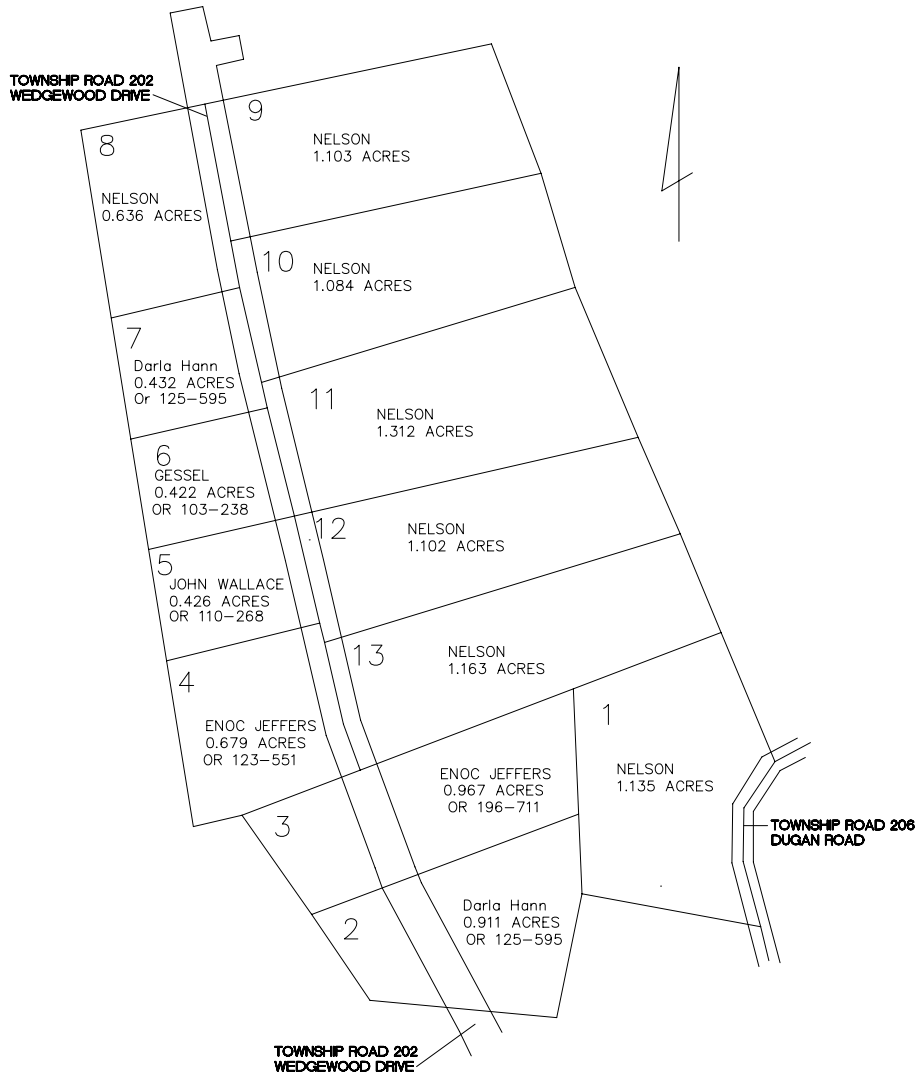 TOWNSHIP ROAD 202
WEDGEWOOD DRIVE
9
8
NELSON
1.103 ACRES
NELSON
0.636 ACRES
10
NELSON
1.084 ACRES
7
Darla Hann
0.432 ACRES
Or 125-595
11
NELSON
1.312 ACRES
6
GESSEL
0.422 ACRES
OR 103-238
12
NELSON
1.102 ACRES
5
JOHN WALLACE
0.426 ACRES
OR 110-268
13
NELSON
1.163 ACRES
4
ENOC JEFFERS
0.679 ACRES
OR 123-551
1
NELSON
1.135 ACRES
ENOC JEFFERS
0.967 ACRES
OR 196-711
3
TOWNSHIP ROAD 206
DUGAN ROAD
Darla Hann
0.911 ACRES
OR 125-595
2
TOWNSHIP ROAD 202
WEDGEWOOD DRIVE